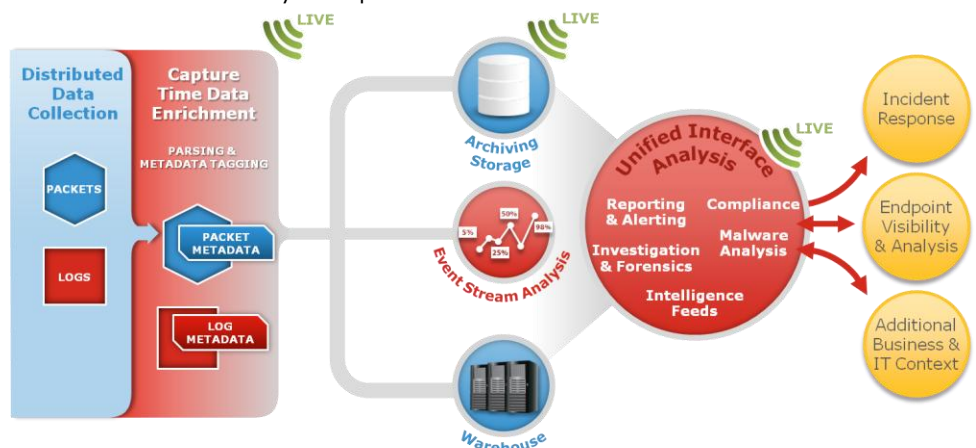 LIVE
LIVE
Distributed
Data
Collection
Capture
Time Data
Enrichment
PARSING &
METADATA TAGGING
PACKETS
LOGS
PACKET
METADATA
LOG
METADATA
Archiving
Storage
5%
50%
25%
90%
Event Stream Analysis
Warehouse
LIVE
Unified Interface
Analysis
Reporting
& Alerting
Compliance
Malware
Analysis
Investigation
& Forensics
Intelligence
Feeds
Incident
Response
Endpoint
Visibility
& Analysis
Additional
Business &
IT Context